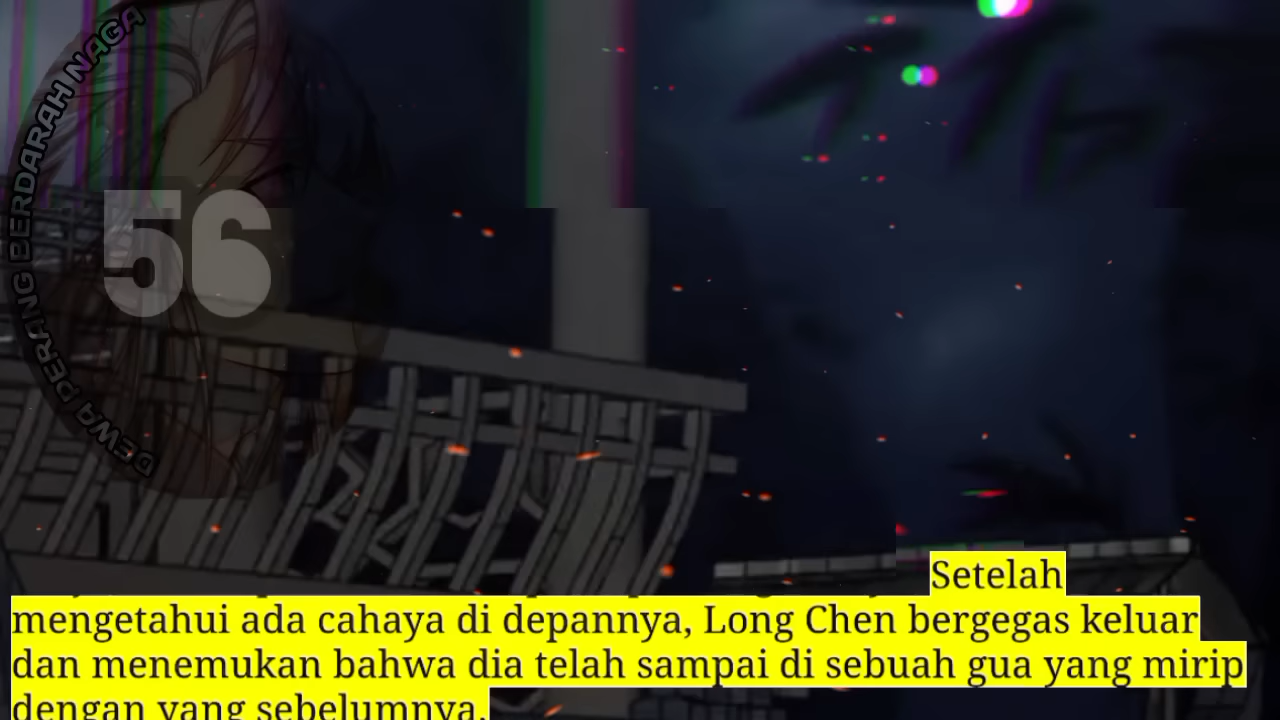 DEWA PERANG BERDARAH NAGA
56
Setelah
mengetahui ada cahaya di depannya, Long Chen bergegas keluar
dan menemukan bahwa dia telah sampai di sebuah gua yang mirip
dengan yang sebelumnya.